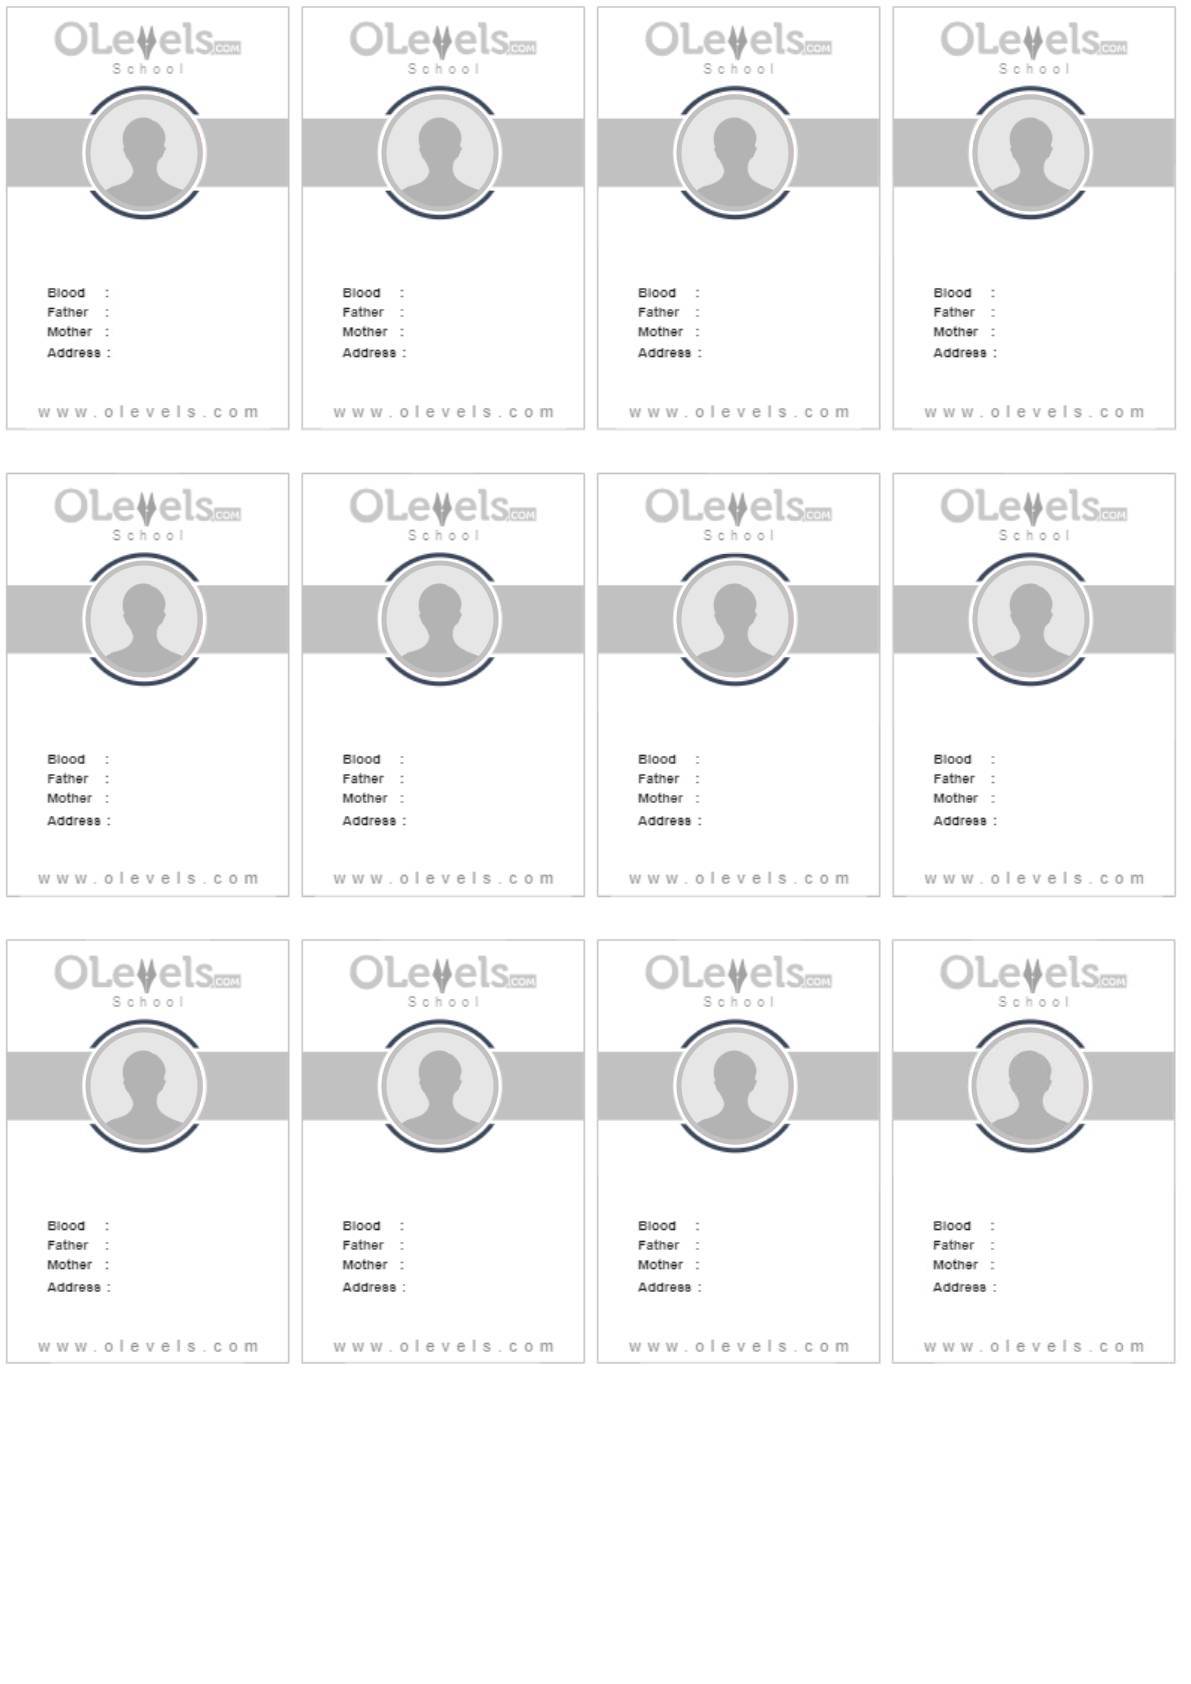 OLevels.COM OLevels.COM OLevels.COM OLevels.COM
School School School School
Blood : Blood : Blood : Blood :
Father : Father : Father : Father :
Mother : Mother : Mother : Mother :
Address : Address : Address : Address :
www.olevels.com www.olevels.com www.olevels.com www.olevels.com
OLevels.COM OLevels.COM OLevels.COM OLevels.COM
School School School School
Blood : Blood : Blood : Blood :
Father : Father : Father : Father :
Mother : Mother : Mother : Mother :
Address : Address : Address : Address :
www.olevels.com www.olevels.com www.olevels.com www.olevels.com
OLevels.COM OLevels.COM OLevels.COM OLevels.COM
School School School School
Blood : Blood : Blood : Blood :
Father : Father : Father : Father :
Mother : Mother : Mother : Mother :
Address : Address : Address : Address :
www.olevels.com www.olevels.com www.olevels.com www.olevels.com